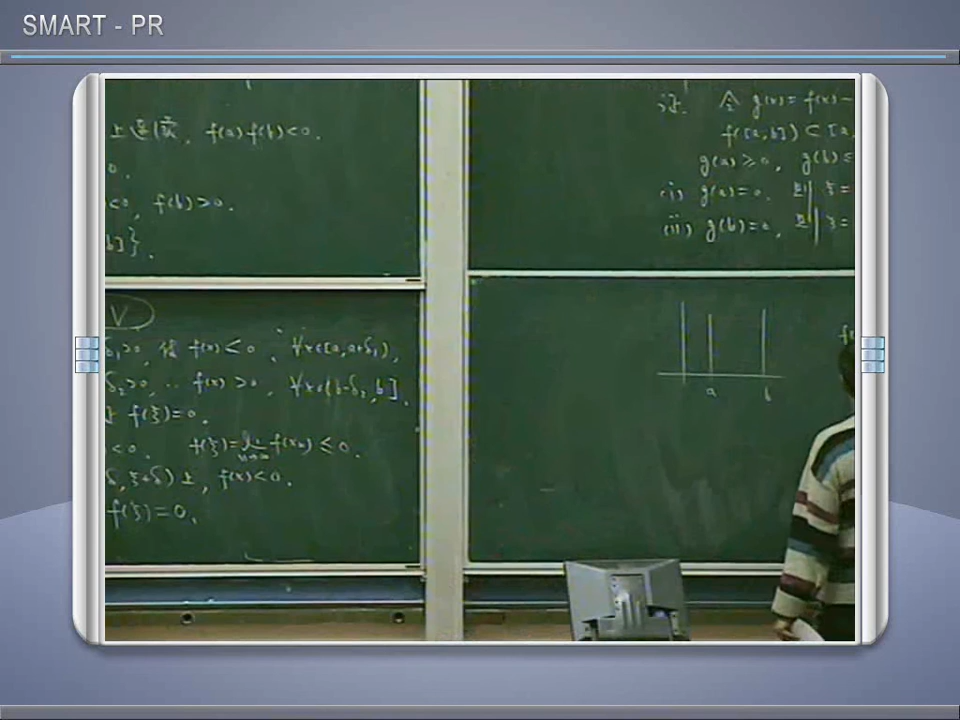 SMART - PR
上连续, f(a)f(b)<0.
0.
<0, f(b)>0.
b]}.
V
δ₁>0, 使 f(x)<0, ∀x∈[a,a+δ₁),
δ₂>0, ‥ f(x)>0, ∀x∈(b-δ₂,b].
f(ξ)=0.
<0. f(ξ)=lim f(xₙ)≤0.
n→∞
δ,ξ+δ)上, f(x)<0.
f(ξ)=0.
证. 令 g(x)=f(x)-
f([a,b])⊂[a,
g(a)≥0, g(b)≤
(i) g(a)=0. 则 ξ=
(ii) g(b)=0, 则 ξ=
a b